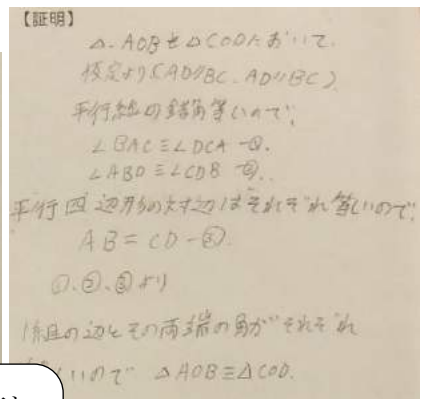 【証明】
△AOBと△CODにおいて.
仮定より(AD//BC. AD//BC).
平行線の錯角等しいので,
∠BAC≡∠DCA-①.
∠ABD≡∠CDB-②.
平行四辺形の対辺はそれぞれ等しいので,
AB=CD-③.
①.②.③より
1組の辺とその両端の角がそれぞれ
いので △AOB≡△COD.